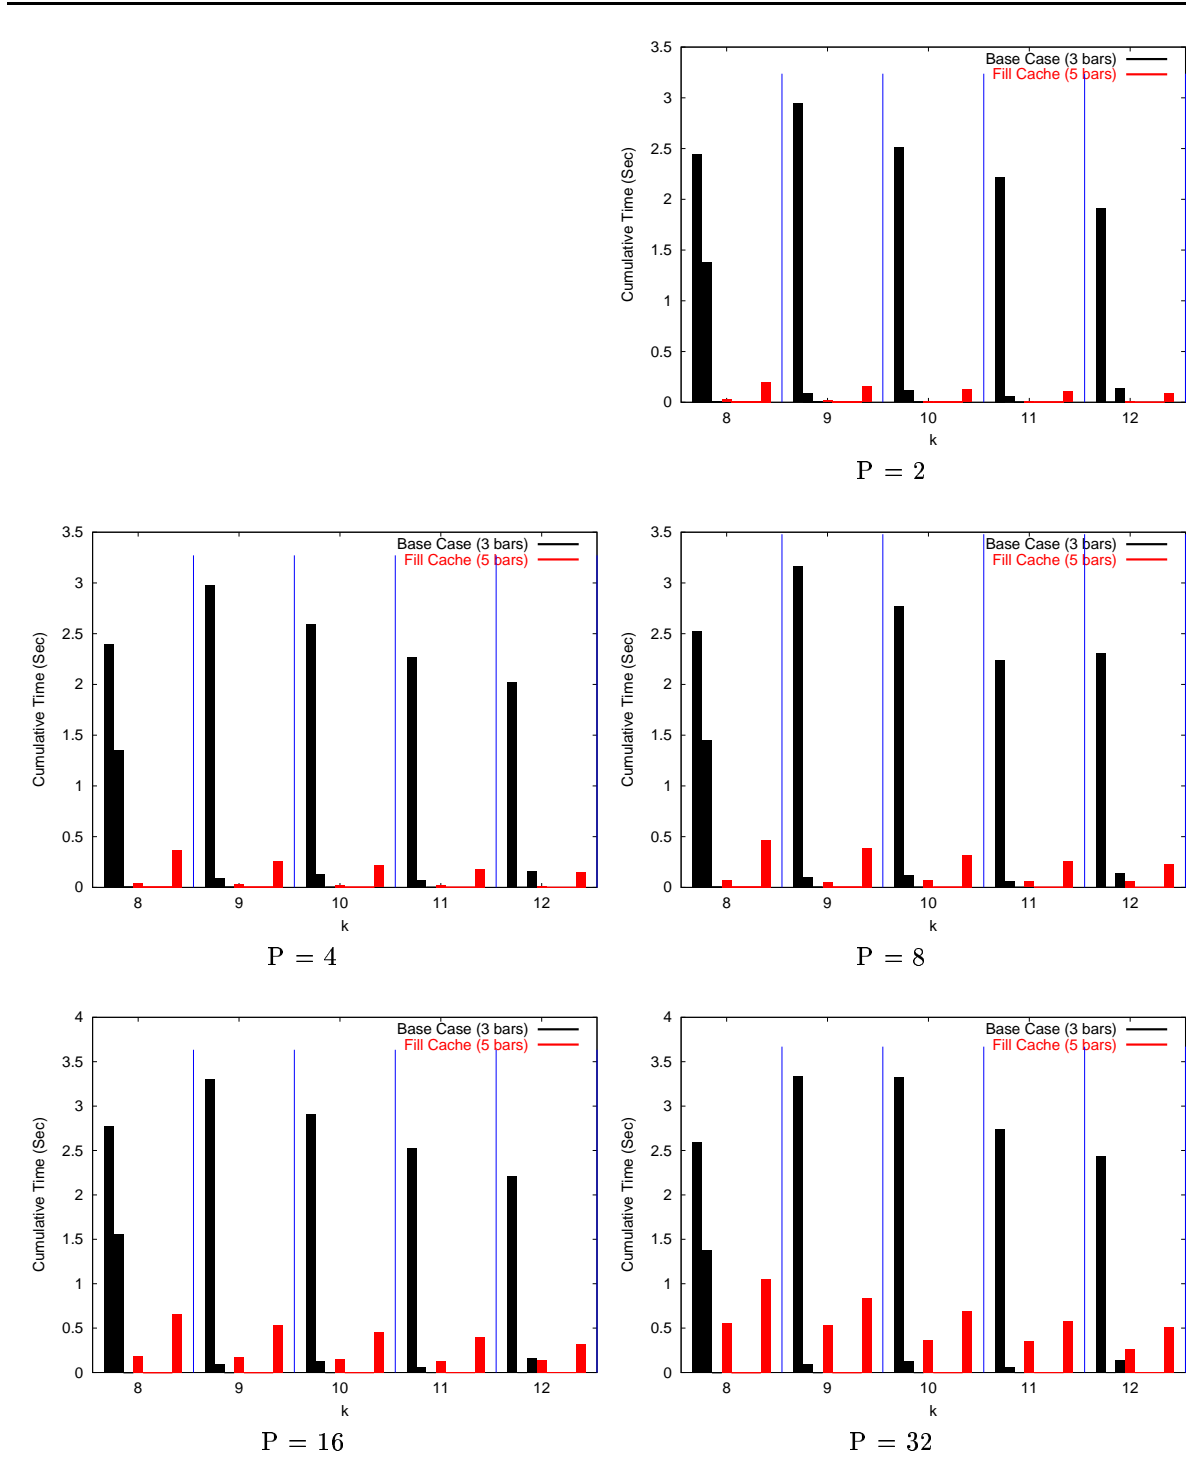 3.5
Base Case (3 bars)
Fill Cache (5 bars)
3
2.5
2
1.5
1
0.5
0
Cumulative Time (Sec)
8 9 10 11 12
k
P = 2
3.5
Base Case (3 bars)
Fill Cache (5 bars)
3
2.5
2
1.5
1
0.5
0
Cumulative Time (Sec)
8 9 10 11 12
k
P = 4
3.5
Base Case (3 bars)
Fill Cache (5 bars)
3
2.5
2
1.5
1
0.5
0
Cumulative Time (Sec)
8 9 10 11 12
k
P = 8
4
Base Case (3 bars)
Fill Cache (5 bars)
3.5
3
2.5
2
1.5
1
0.5
0
Cumulative Time (Sec)
8 9 10 11 12
k
P = 16
4
Base Case (3 bars)
Fill Cache (5 bars)
3.5
3
2.5
2
1.5
1
0.5
0
Cumulative Time (Sec)
8 9 10 11 12
k
P = 32